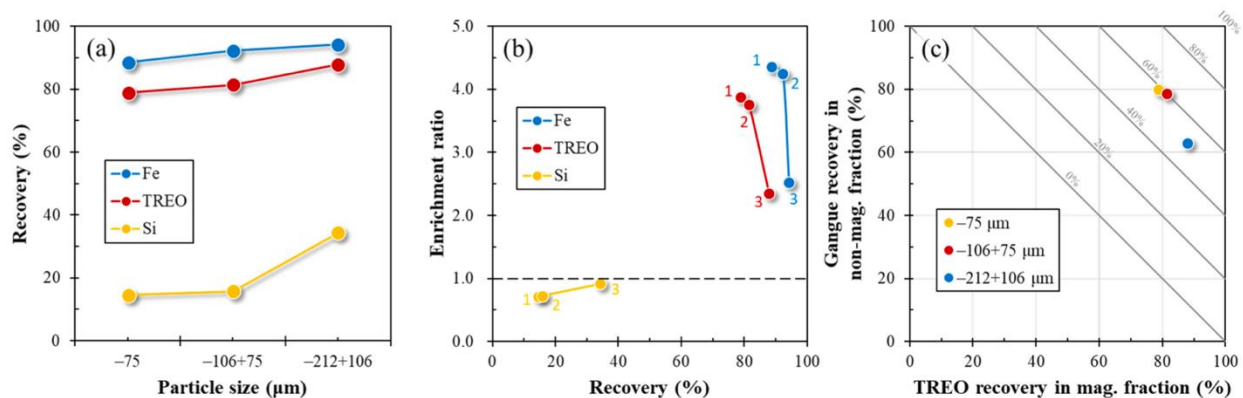 (a)
Recovery (%)
100
80
60
40
20
0
Fe
TREO
Si
–75
–106+75
–212+106
Particle size (µm)
(b)
Enrichment ratio
5.0
4.0
3.0
2.0
1.0
0.0
Fe
TREO
Si
1
2
3
1
2
3
1
2
3
0
20
40
60
80
100
Recovery (%)
(c)
Gangue recovery in
non-mag. fraction (%)
100
80
60
40
20
0
100%
80%
60%
40%
20%
0%
–75 µm
–106+75 µm
–212+106 µm
0
20
40
60
80
100
TREO recovery in mag. fraction (%)